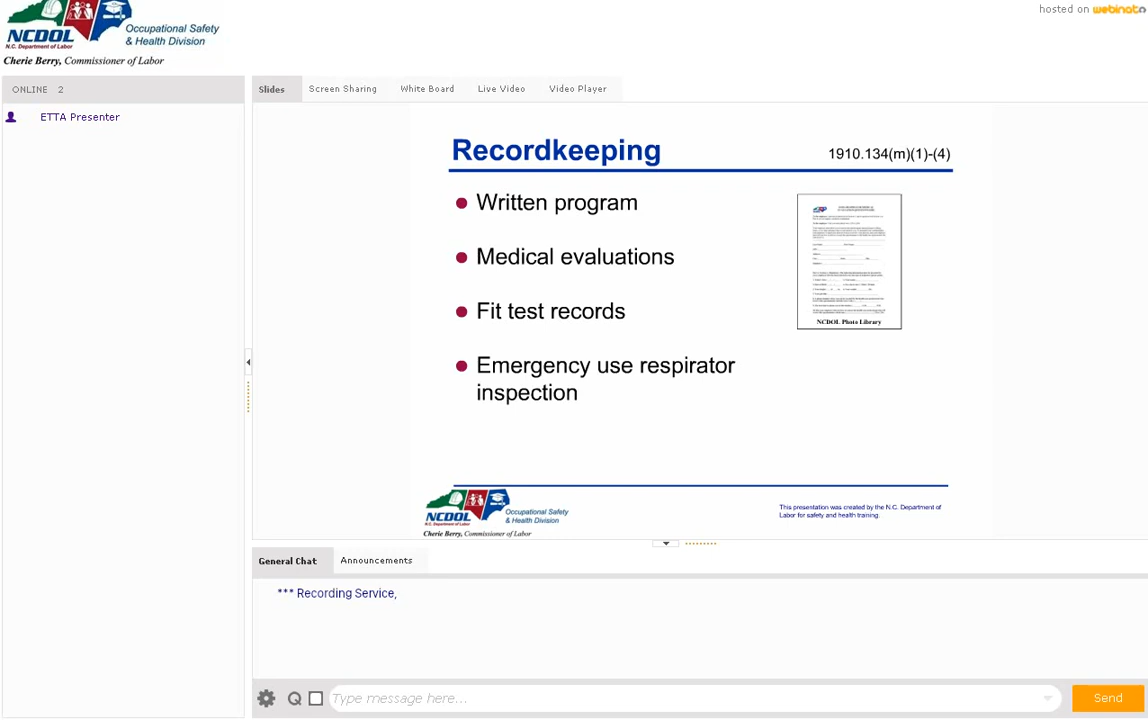 hosted on webinato
NCDOL
N.C. Department of Labor
Occupational Safety
& Health Division
Cherie Berry, Commissioner of Labor
ONLINE 2
Slides Screen Sharing White Board Live Video Video Player
ETTA Presenter
Recordkeeping 1910.134(m)(1)-(4)
Written program
Medical evaluations
Fit test records
Emergency use respirator
inspection
NCDOL Photo Library
NCDOL
N.C. Department of Labor
Occupational Safety
& Health Division
Cherie Berry, Commissioner of Labor
This presentation was created by the N.C. Department of
Labor for safety and health training.
General Chat Announcements
*** Recording Service,
Q Type message here... Send